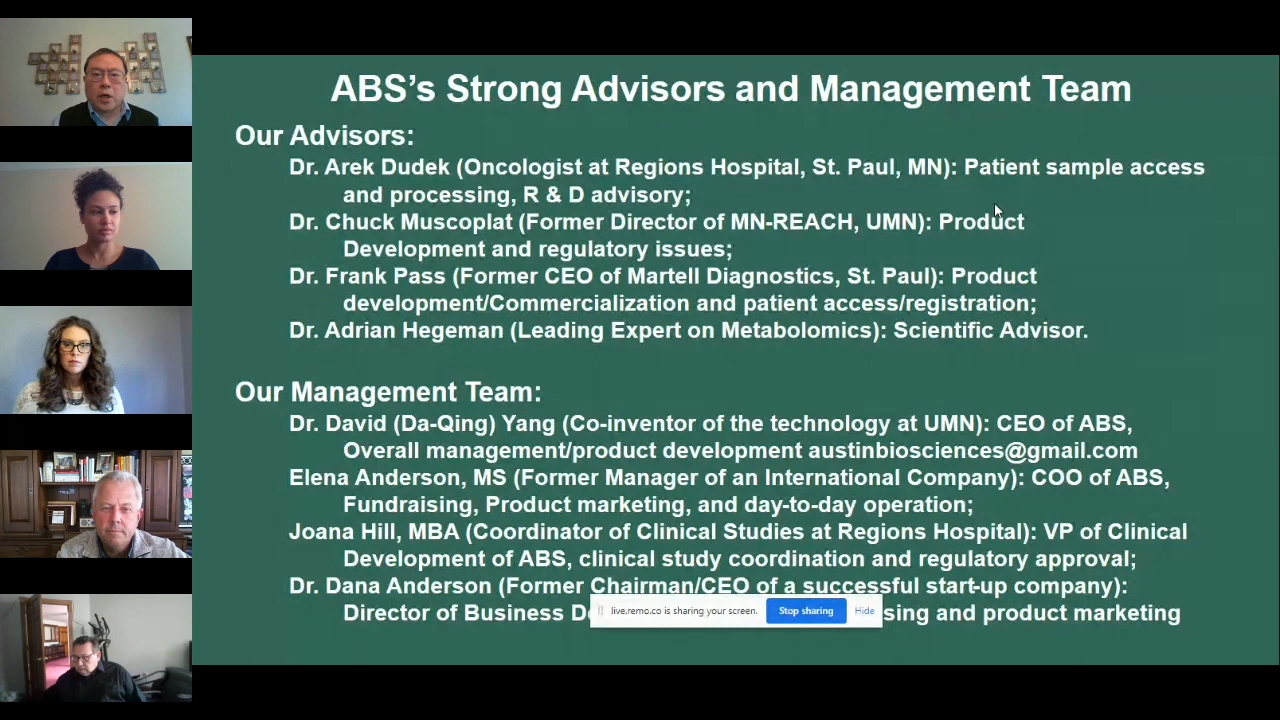 ABS's Strong Advisors and Management Team
Our Advisors:
Dr. Arek Dudek (Oncologist at Regions Hospital, St. Paul, MN): Patient sample access
and processing, R & D advisory;
Dr. Chuck Muscoplat (Former Director of MN-REACH, UMN): Product
Development and regulatory issues;
Dr. Frank Pass (Former CEO of Martell Diagnostics, St. Paul): Product
development/Commercialization and patient access/registration;
Dr. Adrian Hegeman (Leading Expert on Metabolomics): Scientific Advisor.
Our Management Team:
Dr. David (Da-Qing) Yang (Co-inventor of the technology at UMN): CEO of ABS,
Overall management/product development austinbiosciences@gmail.com
Elena Anderson, MS (Former Manager of an International Company): COO of ABS,
Fundraising, Product marketing, and day-to-day operation;
Joana Hill, MBA (Coordinator of Clinical Studies at Regions Hospital): VP of Clinical
Development of ABS, clinical study coordination and regulatory approval;
Dr. Dana Anderson (Former Chairman/CEO of a successful start-up company):
Director of Business and product marketing
live.remo.co is sharing your screen. Stop sharing Hide